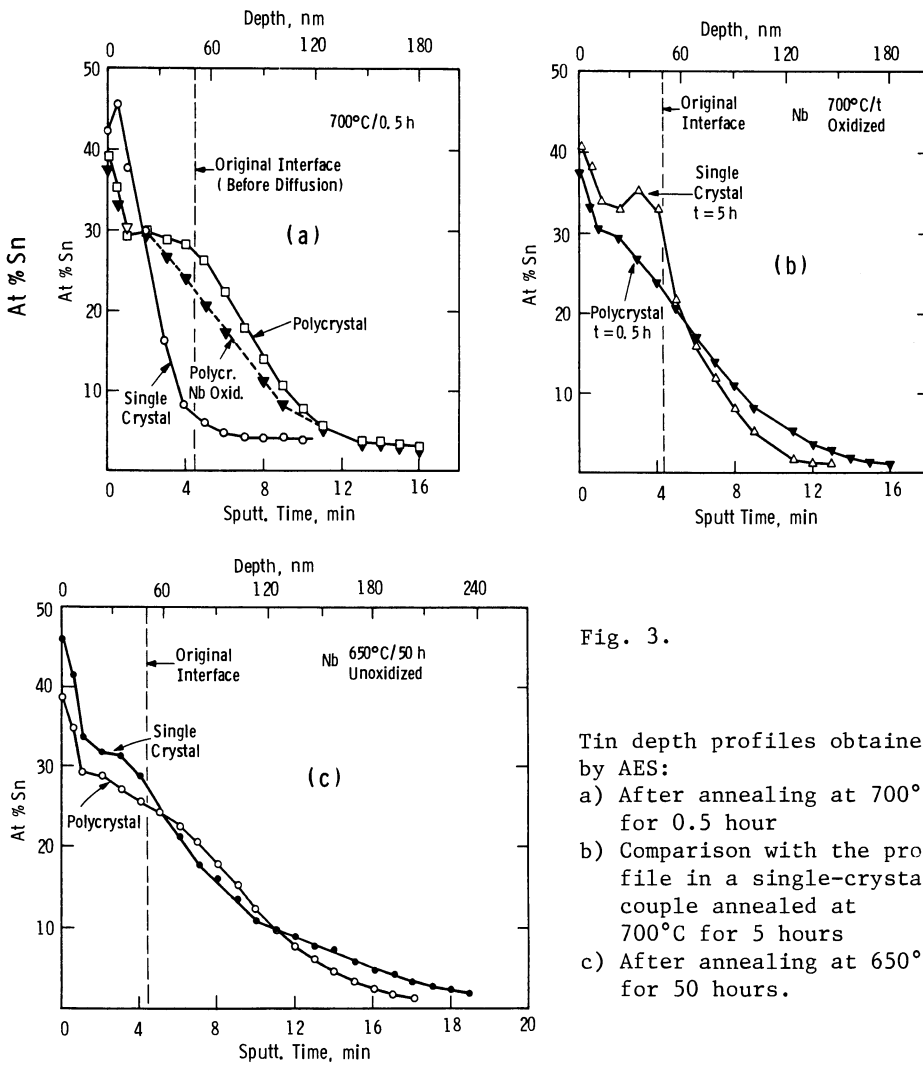 Depth, nm
0 60 120 180
50
40
30
20
10
At % Sn
At % Sn
700°C/0.5 h
Original Interface
(Before Diffusion)
(a)
Polycrystal
Polycr.
Nb Oxid.
Single
Crystal
0 4 8 12 16
Sputt. Time, min
Depth, nm
0 60 120 180
50
40
30
20
10
At % Sn
Original
Interface
Nb 700°C/t
Oxidized
Single
Crystal
t = 5 h
(b)
Polycrystal
t = 0.5 h
0 4 8 12 16
Sputt Time, min
Depth, nm
0 60 120 180 240
50
40
30
20
10
At % Sn
Original
Interface
Nb 650°C/50 h
Unoxidized
Single
Crystal
(c)
Polycrystal
0 4 8 12 16 20
Sputt. Time, min
Fig. 3.
Tin depth profiles obtaine
by AES:
a) After annealing at 700°
for 0.5 hour
b) Comparison with the pro
file in a single-crysta
couple annealed at
700°C for 5 hours
c) After annealing at 650°
for 50 hours.